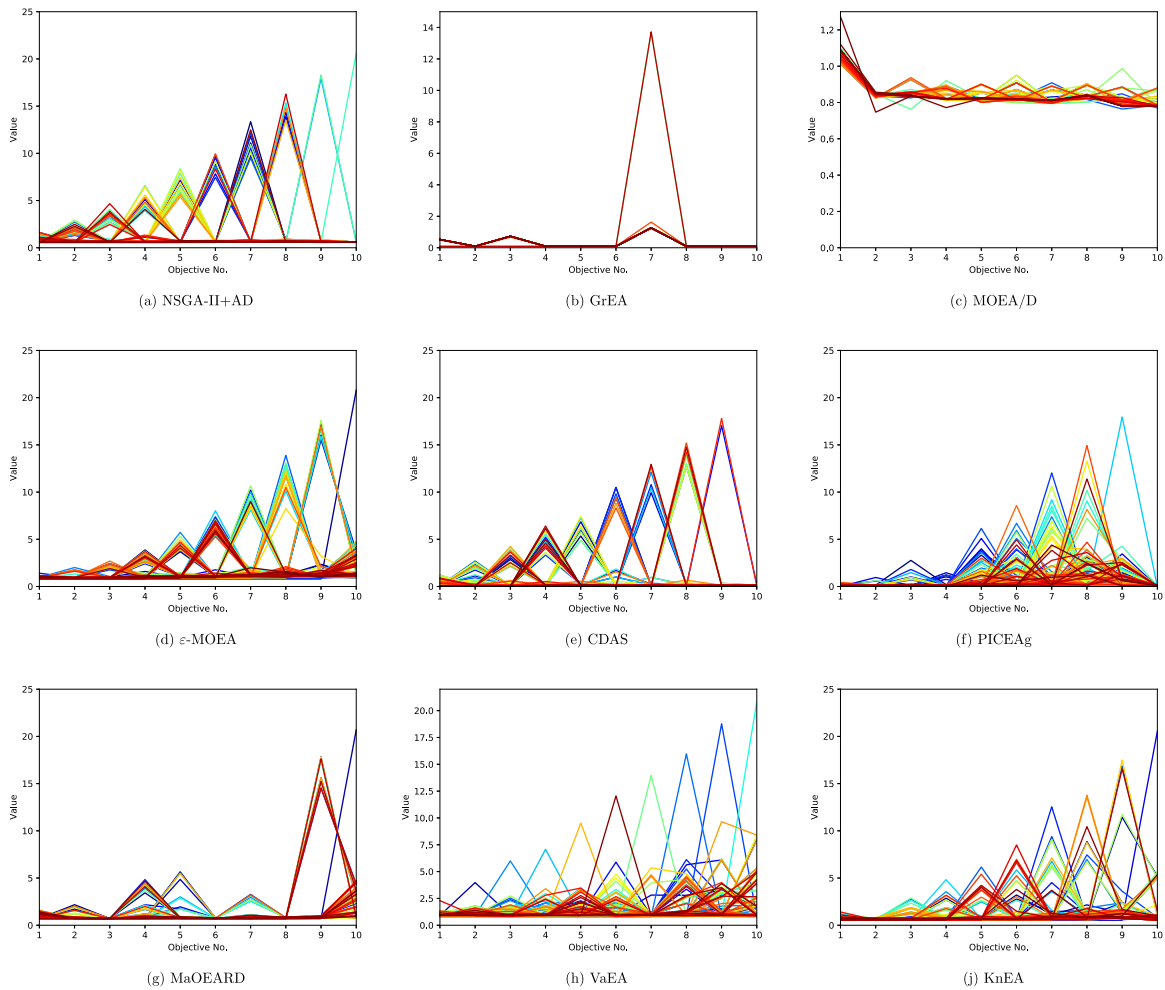 25
20
15
10
5
0
Value
1 2 3 4 5 6 7 8 9 10
Objective No.
(a) NSGA-II+AD
14
12
10
8
6
4
2
0
Value
1 2 3 4 5 6 7 8 9 10
Objective No.
(b) GrEA
1.2
1.0
0.8
0.6
0.4
0.2
0.0
Value
1 2 3 4 5 6 7 8 9 10
Objective No.
(c) MOEA/D
25
20
15
10
5
0
Value
1 2 3 4 5 6 7 8 9 10
Objective No.
(d) ε-MOEA
25
20
15
10
5
0
Value
1 2 3 4 5 6 7 8 9 10
Objective No.
(e) CDAS
25
20
15
10
5
0
Value
1 2 3 4 5 6 7 8 9 10
Objective No.
(f) PICEAg
25
20
15
10
5
0
Value
1 2 3 4 5 6 7 8 9 10
Objective No.
(g) MaOEARD
20.0
17.5
15.0
12.5
10.0
7.5
5.0
2.5
0.0
Value
1 2 3 4 5 6 7 8 9 10
Objective No.
(h) VaEA
25
20
15
10
5
0
Value
1 2 3 4 5 6 7 8 9 10
Objective No.
(j) KnEA